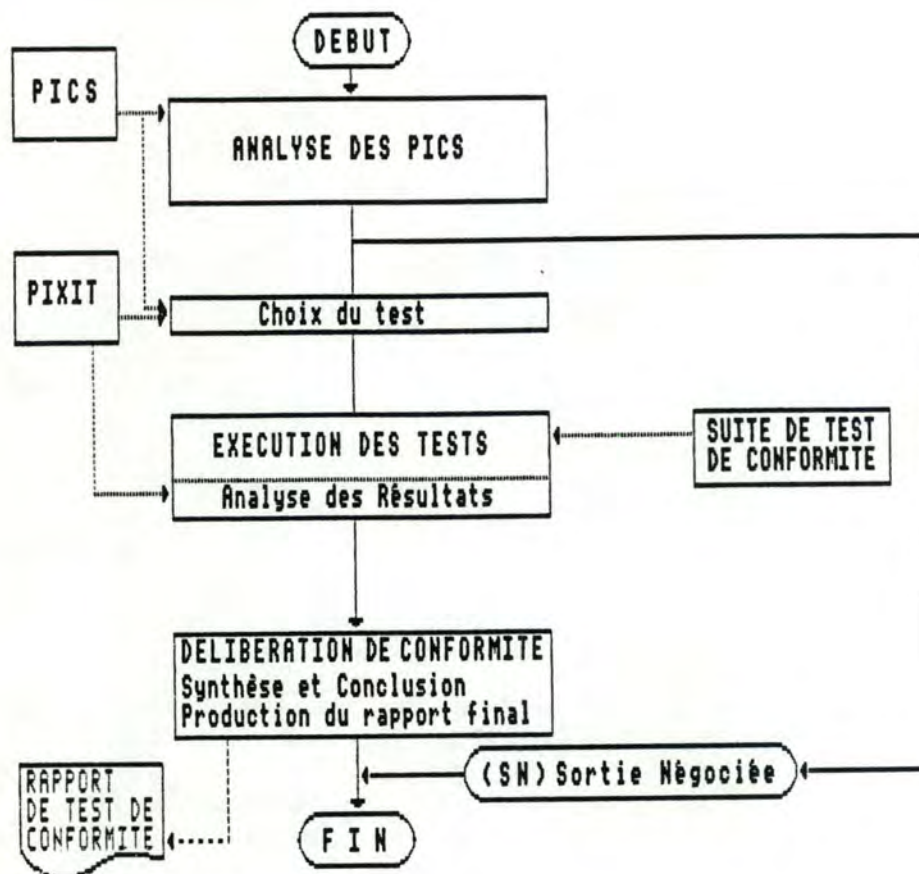 DEBUT
PICS
ANALYSE DES PICS
PIXIT
Choix du test
EXECUTION DES TESTS
Analyse des Résultats
SUITE DE TEST
DE CONFORMITE
DELIBERATION DE CONFORMITE
Synthèse et Conclusion
Production du rapport final
(SN) Sortie Négociée
RAPPORT
DE TEST DE
CONFORMITE
FIN